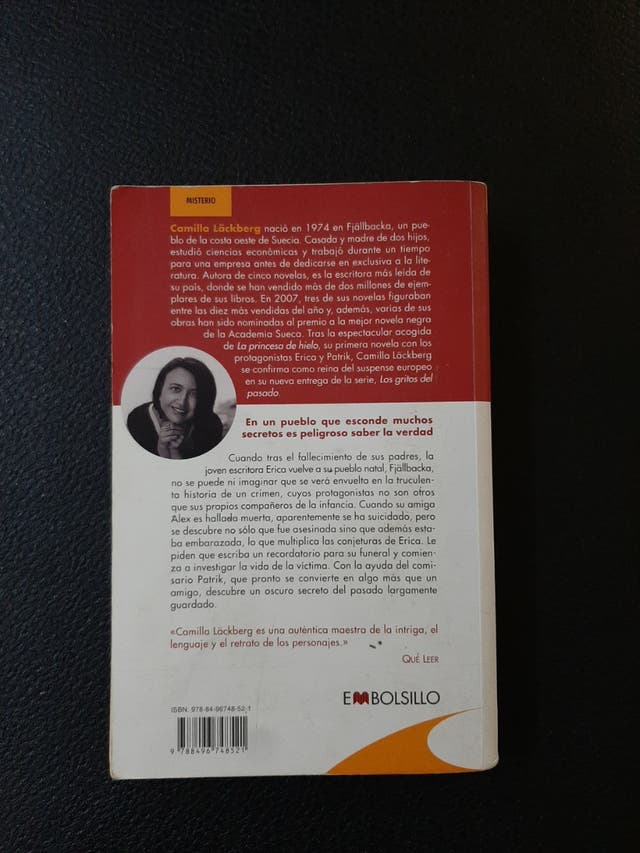 MISTERIO
Camilla Läckberg nació en 1974 en Fjällbacka, un pue-
blo de la costa oeste de Suecia. Casada y madre de dos hijos,
estudió ciencias económicas y trabajó durante un tiempo
para una empresa antes de dedicarse en exclusiva a la lite-
ratura. Autora de cinco novelas, es la escritora más leída de
su país, donde se han vendido más de dos millones de ejem-
plares de sus libros. En 2007, tres de sus novelas figuraban
entre las diez más vendidas del año y, además, varias de sus
obras han sido nominadas al premio a la mejor novela negra
de la Academia Sueca. Tras la espectacular acogida
de La princesa de hielo, su primera novela con los
protagonistas Erica y Patrik, Camilla Läckberg
se confirma como reina del suspense europeo
en su nueva entrega de la serie, Los gritos del
pasado.
En un pueblo que esconde muchos
secretos es peligroso saber la verdad
Cuando tras el fallecimiento de sus padres, la
joven escritora Erica vuelve a su pueblo natal, Fjällbacka,
no se puede ni imaginar que se verá envuelta en la truculen-
ta historia de un crimen, cuyos protagonistas no son otros
que sus propios compañeros de la infancia. Cuando su amiga
Alex es hallada muerta, aparentemente se ha suicidado, pero
se descubre no sólo que fue asesinada sino que además esta-
ba embarazada, lo que multiplica las conjeturas de Erica. Le
piden que escriba un recordatorio para su funeral y comien-
za a investigar la vida de la víctima. Con la ayuda del comi-
sario Patrik, que pronto se convierte en algo más que un
amigo, descubre un oscuro secreto del pasado largamente
guardado.
«Camilla Läckberg es una auténtica maestra de la intriga, el
lenguaje y el retrato de los personajes.»
QUÉ LEER
EMBOLSILLO
ISBN: 978-84-96748-52-1
9 788496 748521